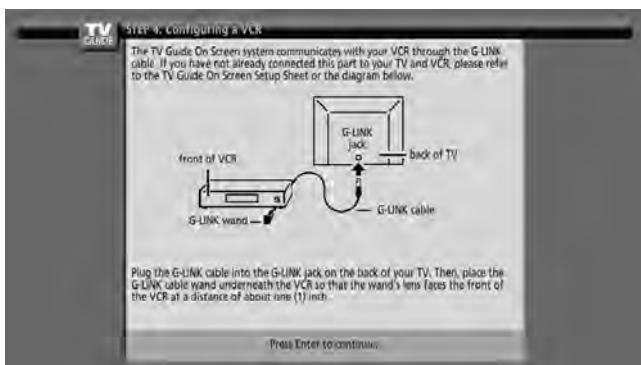 TV
GUIDE
STEP 4. Configuring a VCR
The TV Guide On Screen system communicates with your VCR through the G-LINK
cable. If you have not already connected this part to your TV and VCR, please refer
to the TV Guide On Screen Setup Sheet or the diagram below.
G-LINK
jack
back of TV
front of VCR
G-LINK wand
G-LINK cable
Plug the G-LINK cable into the G-LINK jack on the back of your TV. Then, place the
G-LINK cable wand underneath the VCR so that the wand's lens faces the front of
the VCR at a distance of about one (1) inch
Press Enter to continue.